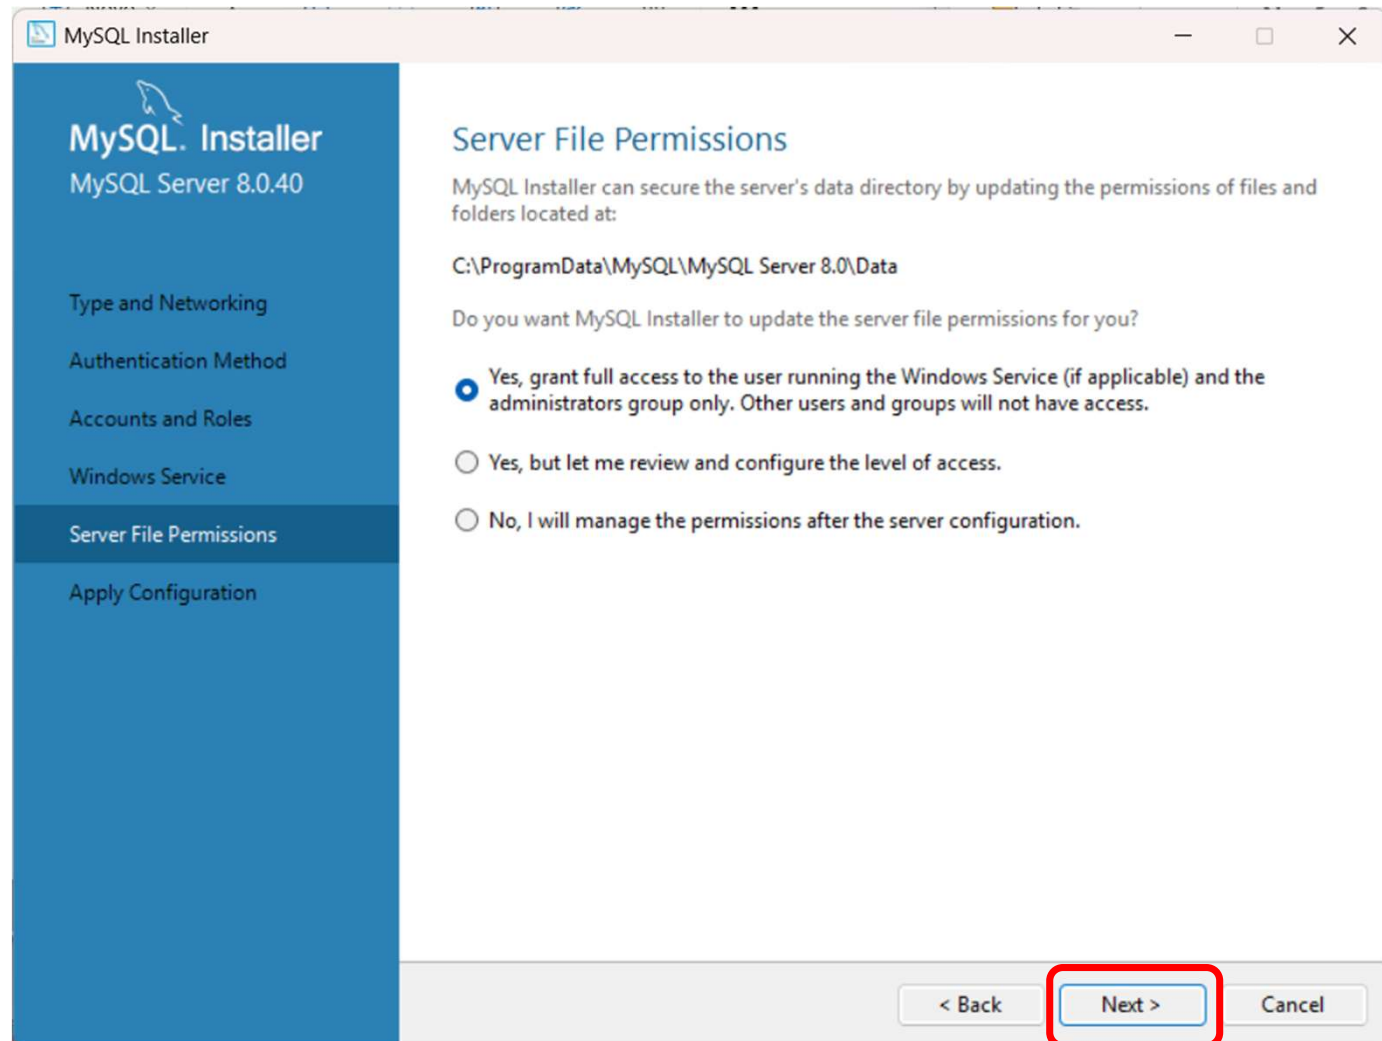 MySQL Installer
MySQL. Installer
MySQL Server 8.0.40
Type and Networking
Authentication Method
Accounts and Roles
Windows Service
Server File Permissions
Apply Configuration
Server File Permissions
MySQL Installer can secure the server's data directory by updating the permissions of files and
folders located at:
C:\ProgramData\MySQL\MySQL Server 8.0\Data
Do you want MySQL Installer to update the server file permissions for you?
Yes, grant full access to the user running the Windows Service (if applicable) and the
administrators group only. Other users and groups will not have access.
Yes, but let me review and configure the level of access.
No, I will manage the permissions after the server configuration.
< Back
Next >
Cancel